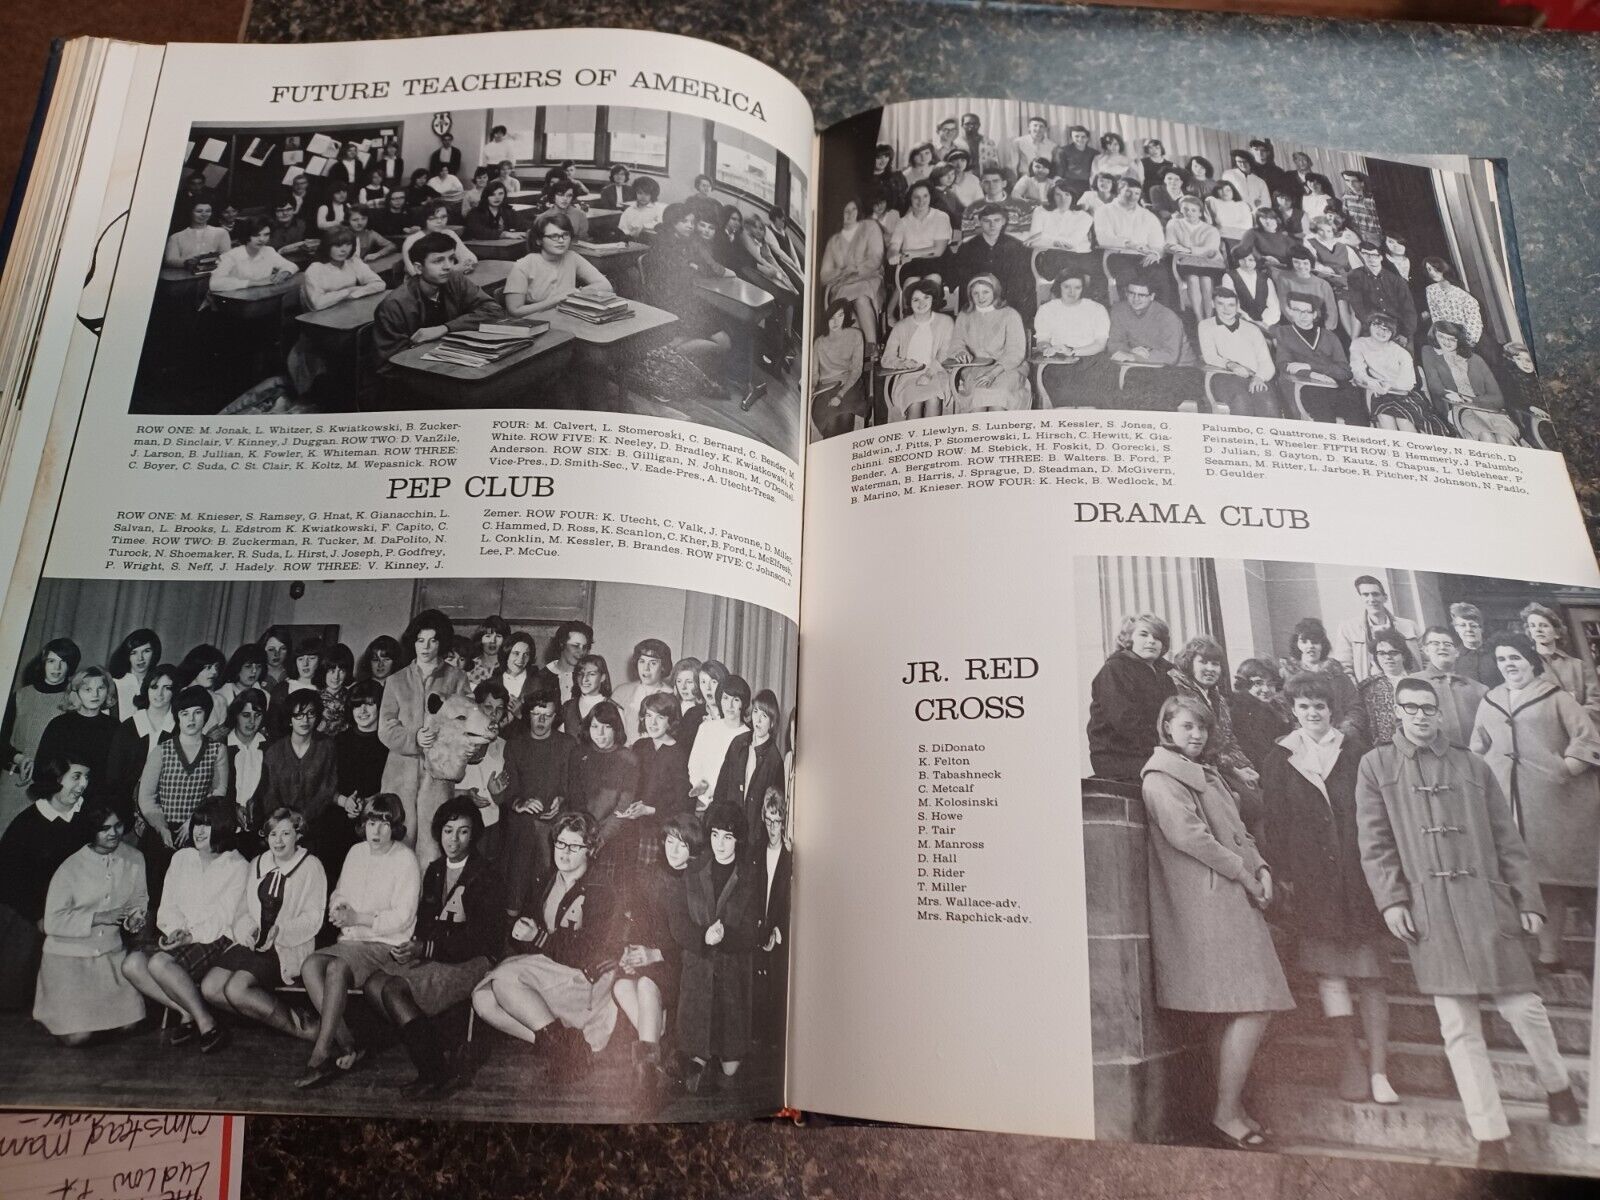 FUTURE TEACHERS OF AMERICA
ROW ONE: M. Jonak, L. Whitzer, S. Kwiatkowski, B. Zucker-
man, D. Sinclair, V. Kinney, J. Duggan. ROW TWO: D. VanZile,
J. Larson, B. Jullian, K. Fowler, K. Whiteman. ROW THREE:
C. Boyer, C. Suda, C. St. Clair, K. Koltz, M. Wepasnick. ROW
FOUR: M. Calvert, L. Stomeroski, C. Bernard, C. Bender, M.
White. ROW FIVE: K. Neeley, D. Bradley, K. Kwiatkowski, K.
Anderson. ROW SIX: B. Gilligan, N. Johnson, M. O'Donnel-
Vice-Pres., D. Smith-Sec., V. Eade-Pres., A. Utecht-Treas.
PEP CLUB
ROW ONE: M. Knieser, S. Ramsey, G. Hnat, K. Gianacchin, L.
Salvan, L. Brooks, L. Edstrom K. Kwiatkowski, F. Capito, C.
Timee. ROW TWO: B. Zuckerman, R. Tucker, M. DaPolito, N.
Turock, N. Shoemaker, R. Suda, L. Hirst, J. Joseph, P. Godfrey,
P. Wright, S. Neff, J. Hadely. ROW THREE: V. Kinney, J.
Zemer. ROW FOUR: K. Utecht, C. Valk, J. Pavonne, D. Miller,
C. Hammed, D. Ross, K. Scanlon, C. Kher, B. Ford, L. McElfresh,
L. Conklin, M. Kessler, B. Brandes. ROW FIVE: C. Johnson, J.
Lee, P. McCue.
A
A
ROW ONE: V. Llewlyn, S. Lunberg, M. Kessler, S. Jones, G.
Baldwin, J. Pitts, P. Stomerowski, L. Hirsch, C. Hewitt, K. Gia-
chinni. SECOND ROW: M. Stebick, H. Foskit, D. Gorecki, S.
Bender, A. Bergstrom. ROW THREE: B. Walters. B. Ford, P.
Waterman, B. Harris, J. Sprague, D. Steadman, D. McGivern,
B. Marino, M. Knieser. ROW FOUR: K. Heck, B. Wedlock, M.
Palumbo, C. Quattrone, S. Reisdorf, K. Crowley, N. Edrich, D.
Feinstein, L. Wheeler. FIFTH ROW: B. Hemmerly, J. Palumbo,
D Julian, S. Gayton, D. Kautz, S. Chapus, L. Ueblehear, P.
Seaman, M. Ritter, L. Jarboe, R. Pitcher, N. Johnson, N. Padlo,
D. Geulder.
DRAMA CLUB
JR. RED
CROSS
S. DiDonato
K. Felton
B. Tabashneck
C. Metcalf
M. Kolosinski
S. Howe
P. Tair
M. Manross
D. Hall
D. Rider
T. Miller
Mrs. Wallace-adv.
Mrs. Rapchick-adv.